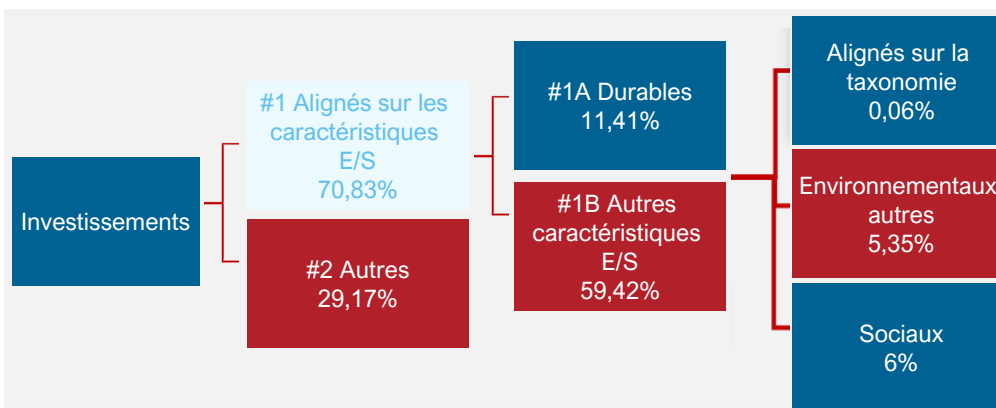 Investissements
#1 Alignés sur les
caractéristiques
E/S
70,83%
#2 Autres
29,17%
#1A Durables
11,41%
#1B Autres
caractéristiques
E/S
59,42%
Alignés sur la
taxonomie
0,06%
Environnementaux
autres
5,35%
Sociaux
6%